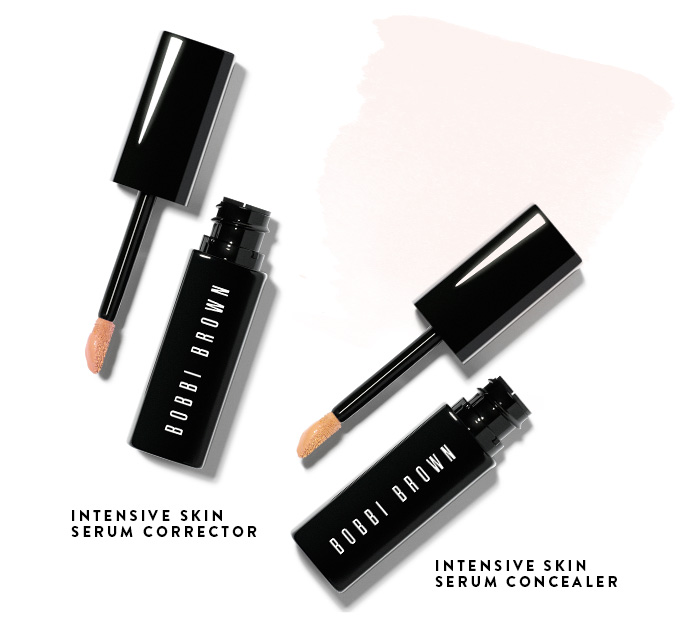 BOBBI BROWN
BOBBI BROWN
INTENSIVE SKIN
SERUM CORRECTOR
INTENSIVE SKIN
SERUM CONCEALER